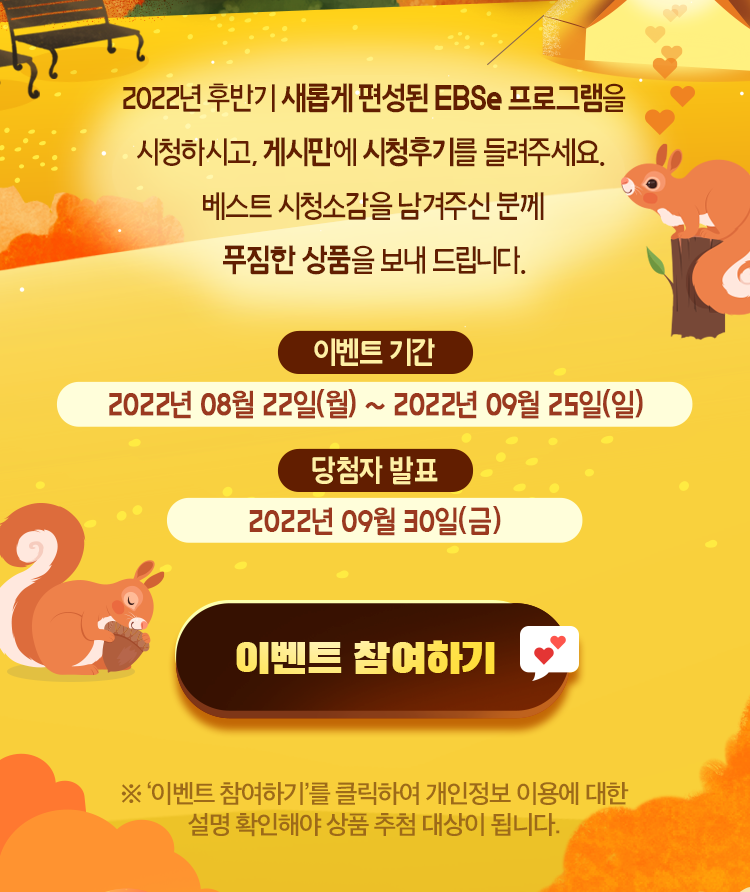 2022년 후반기 새롭게 편성된 EBSe 프로그램을
시청하시고, 게시판에 시청후기를 들려주세요.
베스트 시청소감을 남겨주신 분께
푸짐한 상품을 보내 드립니다.
이벤트 기간
2022년 08월 22일(월) ~ 2022년 09월 25일(일)
당첨자 발표
2022년 09월 30일(금)
이벤트 참여하기
※ ‘이벤트 참여하기’를 클릭하여 개인정보 이용에 대한
설명 확인해야 상품 추첨 대상이 됩니다.